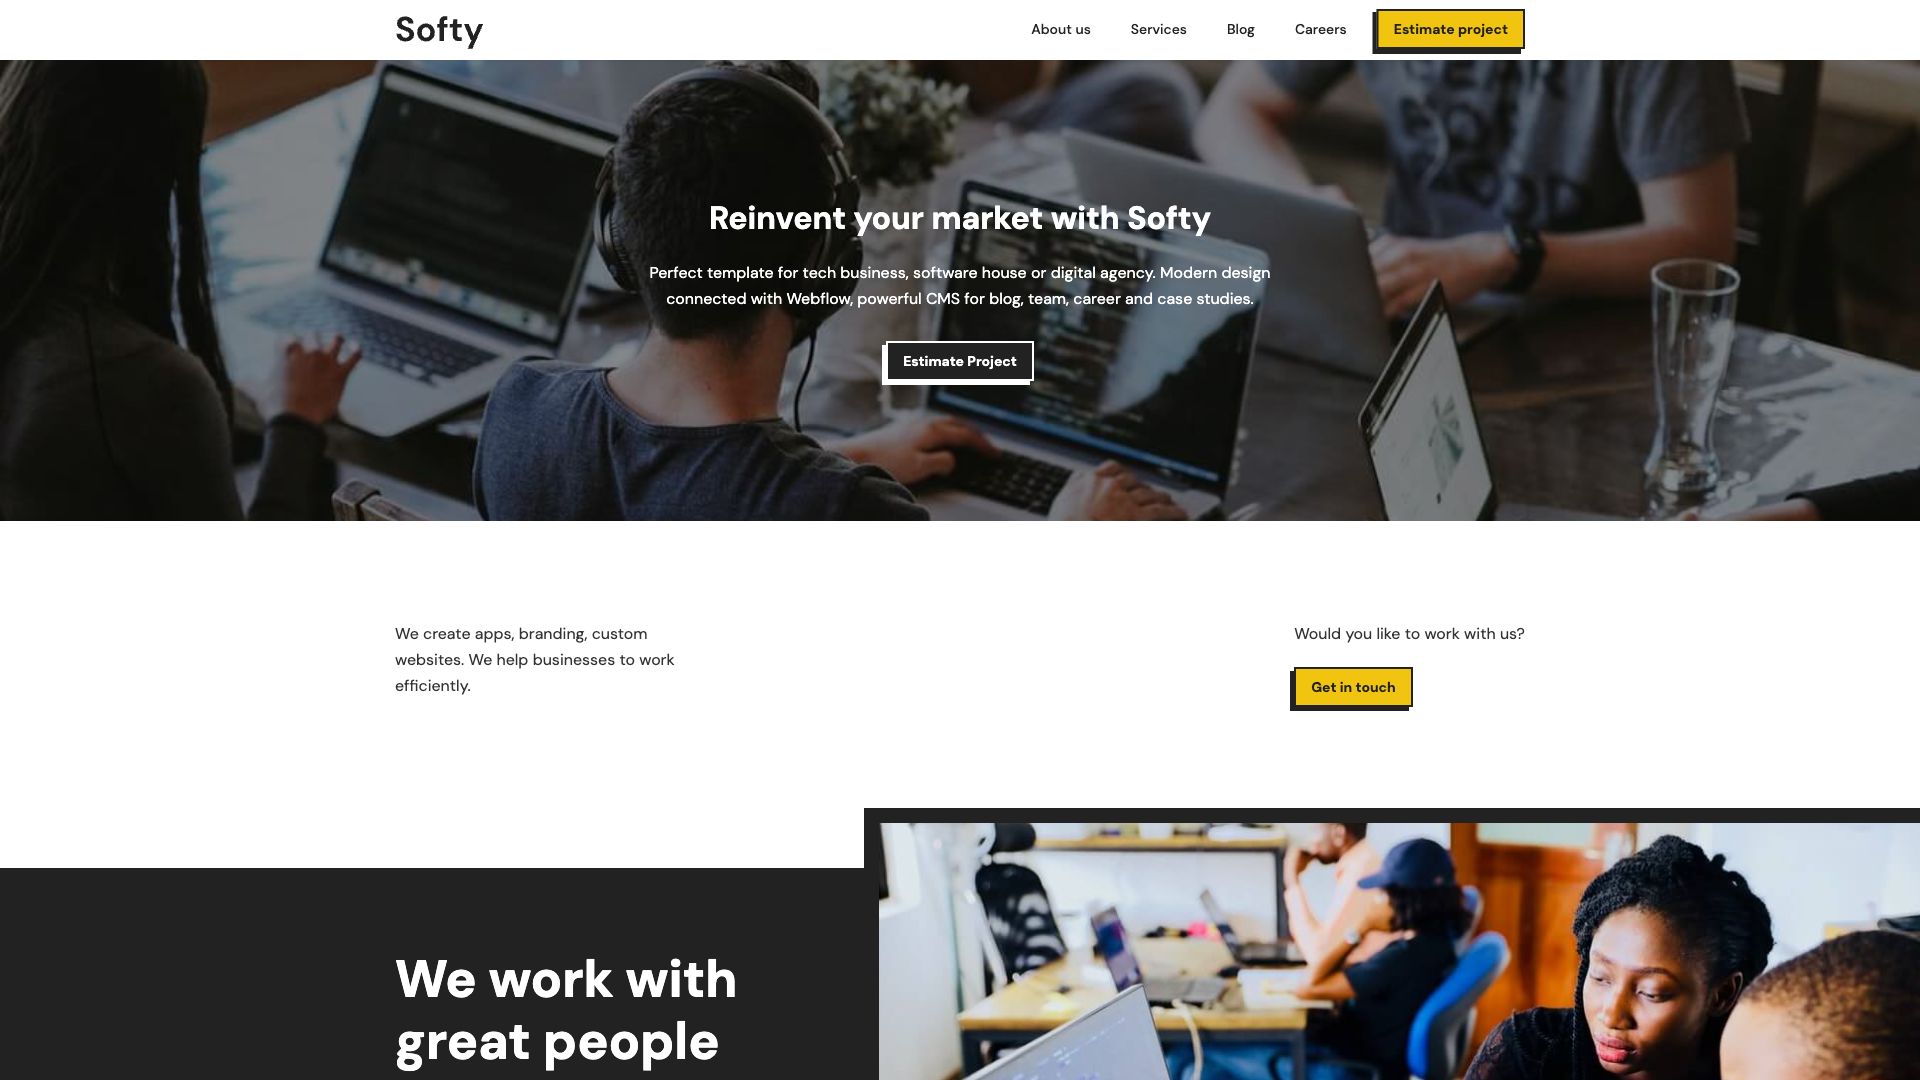 Softy
About us
Services
Blog
Careers
Estimate project
Reinvent your market with Softy
Perfect template for tech business, software house or digital agency. Modern design
connected with Webflow, powerful CMS for blog, team, career and case studies.
Estimate Project
We create apps, branding, custom
websites. We help businesses to work
efficiently.
Would you like to work with us?
Get in touch
We work with
great people